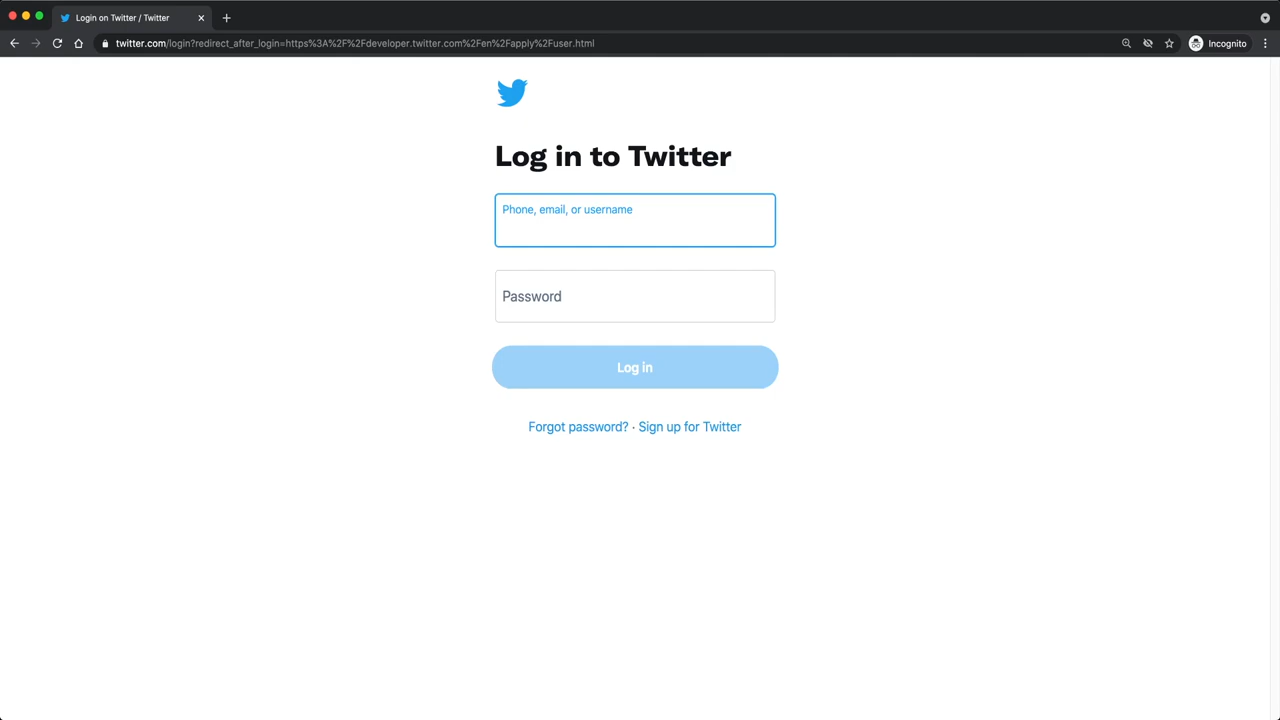 Login on Twitter / Twitter
twitter.com/login?redirect_after_login=https%3A%2F%2Fdeveloper.twitter.com%2Fen%2Fapply%2Fuser.html
Incognito
Log in to Twitter
Phone, email, or username
Password
Log in
Forgot password? · Sign up for Twitter